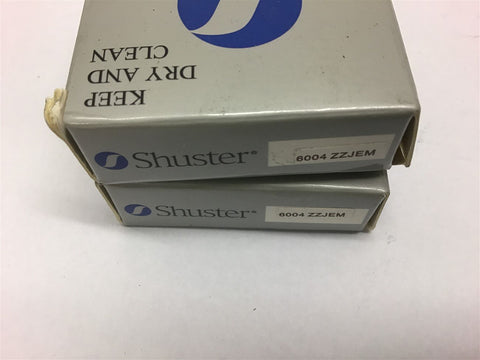 KEEP
DRY AND
CLEAN
Shuster® 6004 ZZJEM
Shuster® 6004 ZZJEM